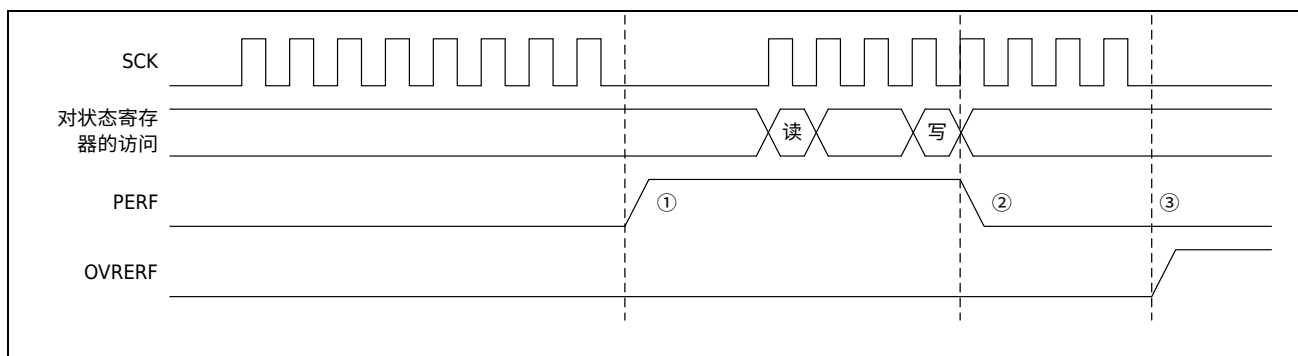 SCK
对状态寄存
器的访问
读
写
PERF
①
②
③
OVRERF